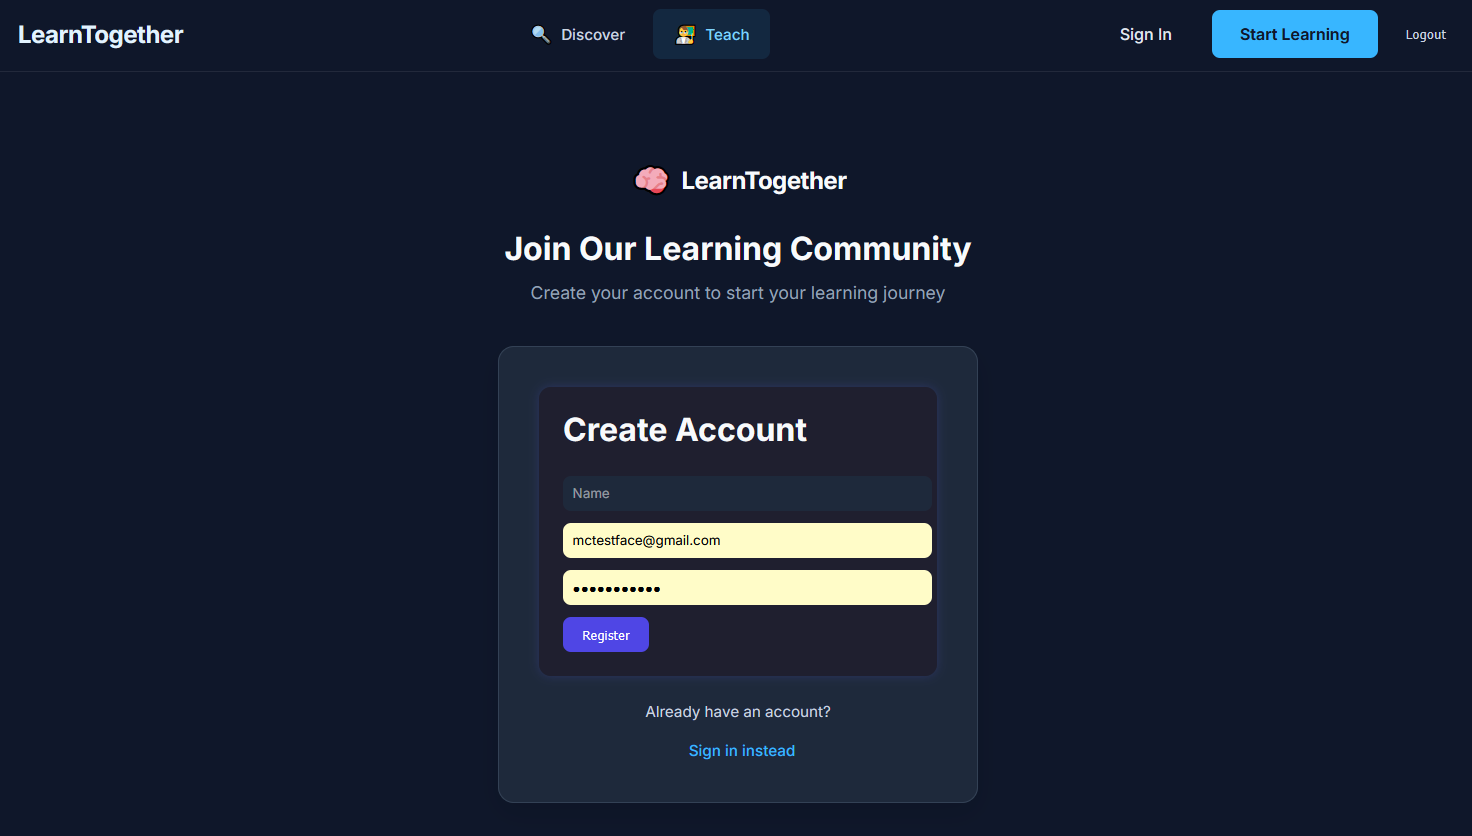 LearnTogether
Discover
Teach
Sign In
Start Learning
Logout
LearnTogether
Join Our Learning Community
Create your account to start your learning journey
Create Account
Name
mctestface@gmail.com
•••••••••••
Register
Already have an account?
Sign in instead